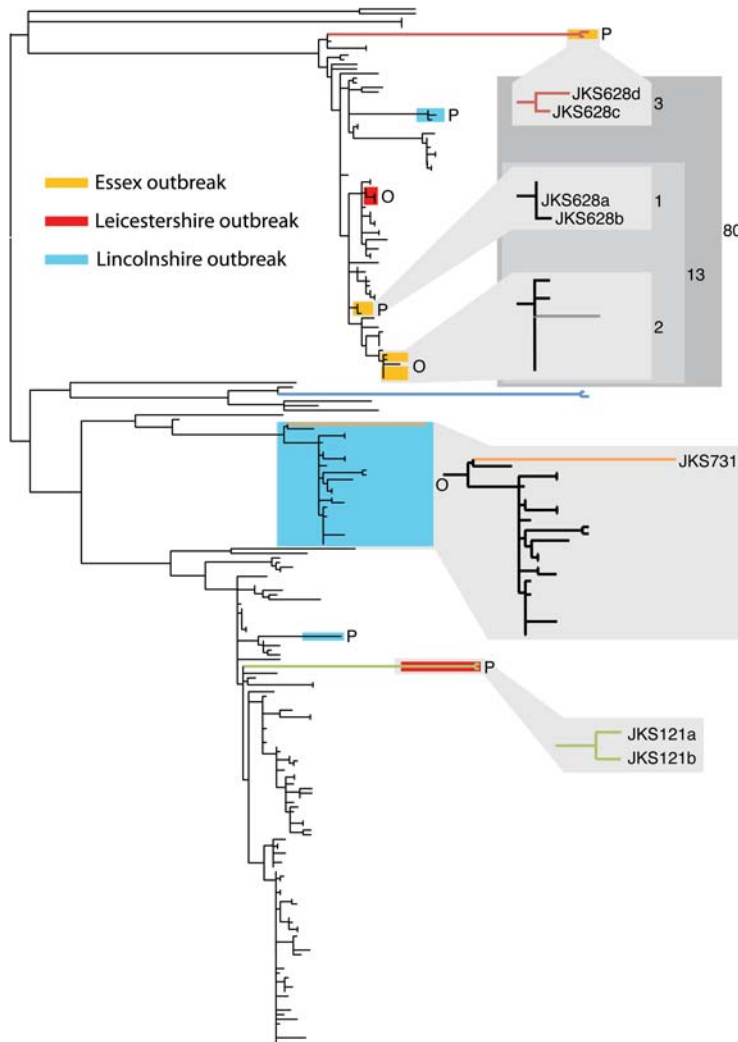 P
JKS628d
JKS628c
3
P
Essex outbreak
Leicestershire outbreak
Lincolnshire outbreak
O
JKS628a
JKS628b
1
80
13
P
2
O
JKS731
O
P
P
JKS121a
JKS121b